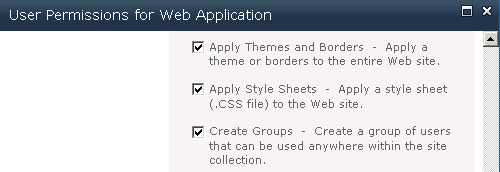 User Permissions for Web Application
Apply Themes and Borders  -  Apply a
theme or borders to the entire Web site.
Apply Style Sheets  -  Apply a style sheet
(.CSS file) to the Web site.
Create Groups  -  Create a group of users
that can be used anywhere within the site
collection.